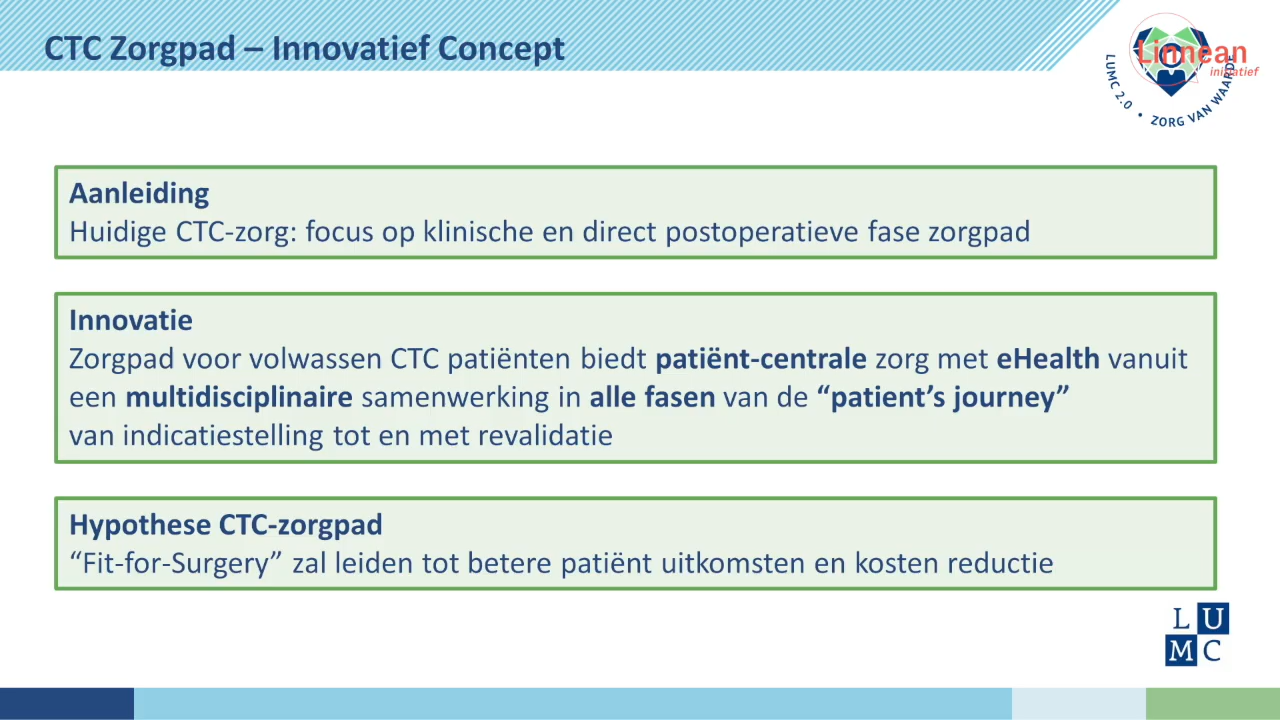 CTC Zorgpad – Innovatief Concept
Linnean
initiatief
LUMC 2.0 • ZORG VAN WAARDE
Aanleiding
Huidige CTC-zorg: focus op klinische en direct postoperatieve fase zorgpad
Innovatie
Zorgpad voor volwassen CTC patiënten biedt patiënt-centrale zorg met eHealth vanuit
een multidisciplinaire samenwerking in alle fasen van de “patient’s journey”
van indicatiestelling tot en met revalidatie
Hypothese CTC-zorgpad
“Fit-for-Surgery” zal leiden tot betere patiënt uitkomsten en kosten reductie
L U
M C